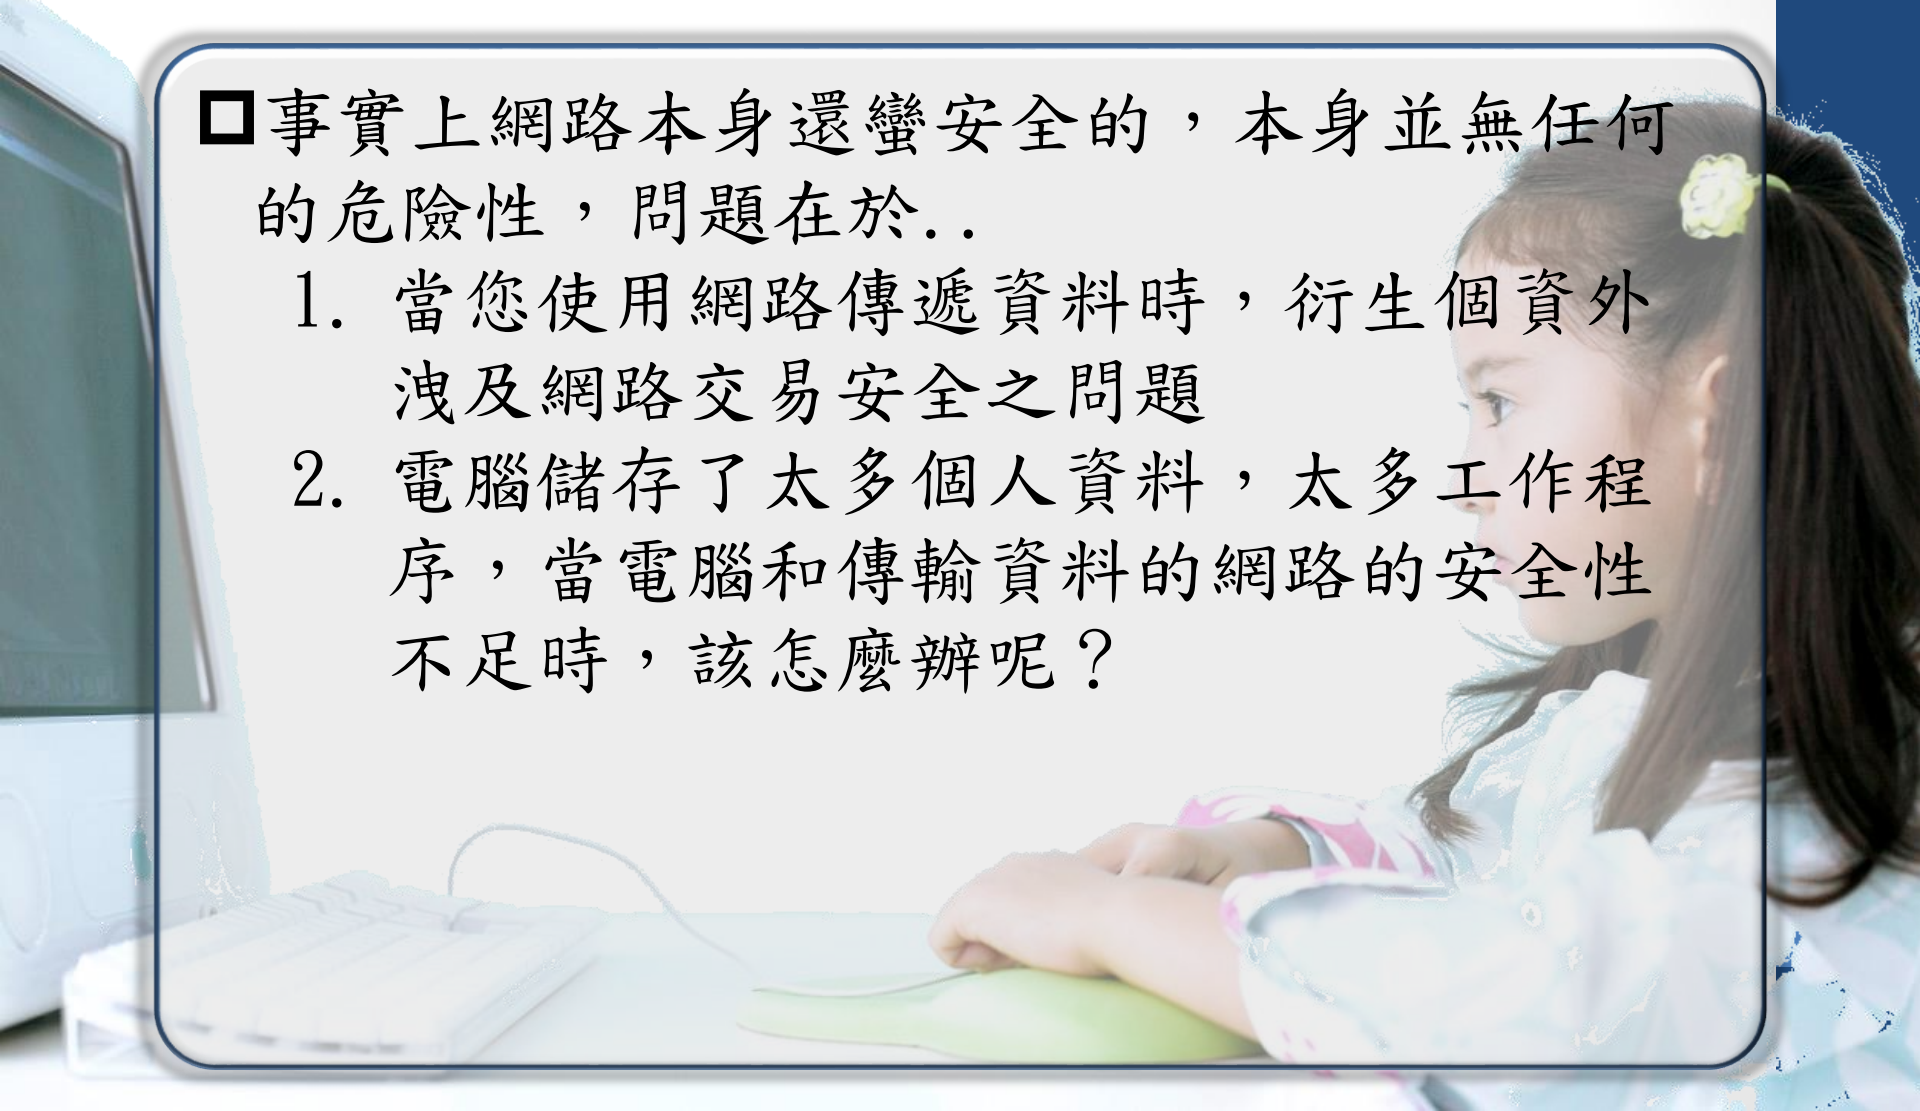 事實上網路本身還蠻安全的，本身並無任何
的危險性，問題在於..
1. 當您使用網路傳遞資料時，衍生個資外
洩及網路交易安全之問題
2. 電腦儲存了太多個人資料，太多工作程
序，當電腦和傳輸資料的網路的安全性
不足時，該怎麼辦呢？